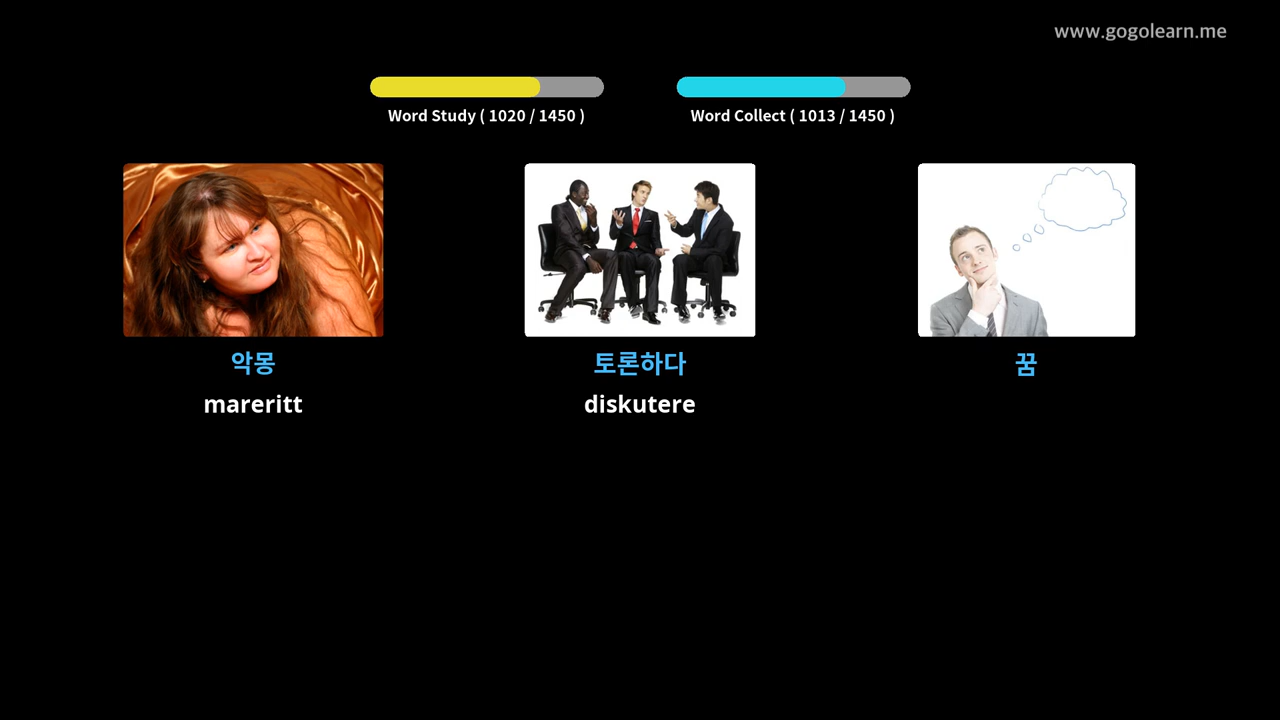 www.gogolearn.me
Word Study ( 1020 / 1450 )
Word Collect ( 1013 / 1450 )
악몽
mareritt
토론하다
diskutere
꿈